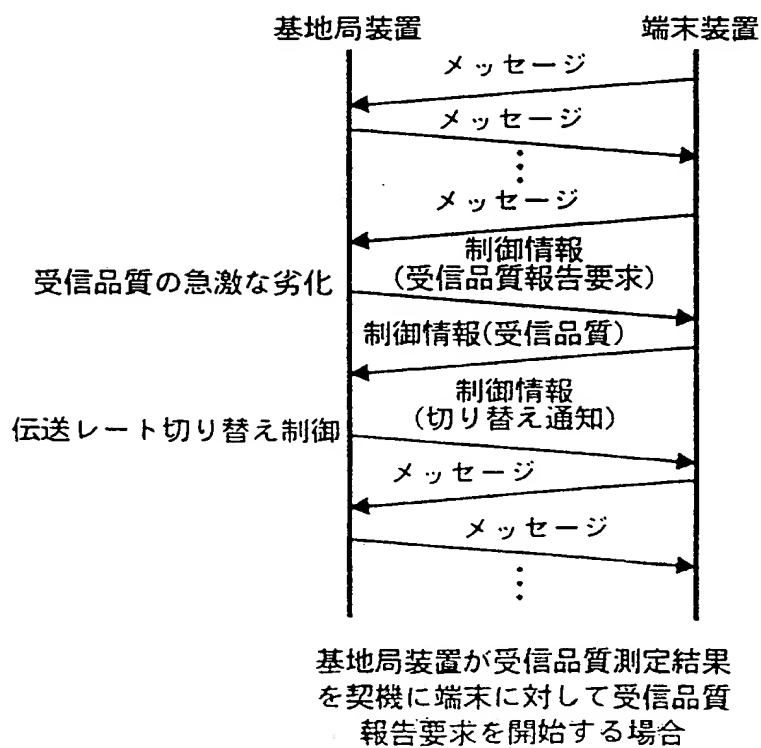 基地局装置
端末装置
メッセージ
メッセージ
メッセージ
制御情報
(受信品質報告要求)
受信品質の急激な劣化
制御情報(受信品質)
制御情報
(切り替え通知)
伝送レート切り替え制御
メッセージ
メッセージ
基地局装置が受信品質測定結果
を契機に端末に対して受信品質
報告要求を開始する場合